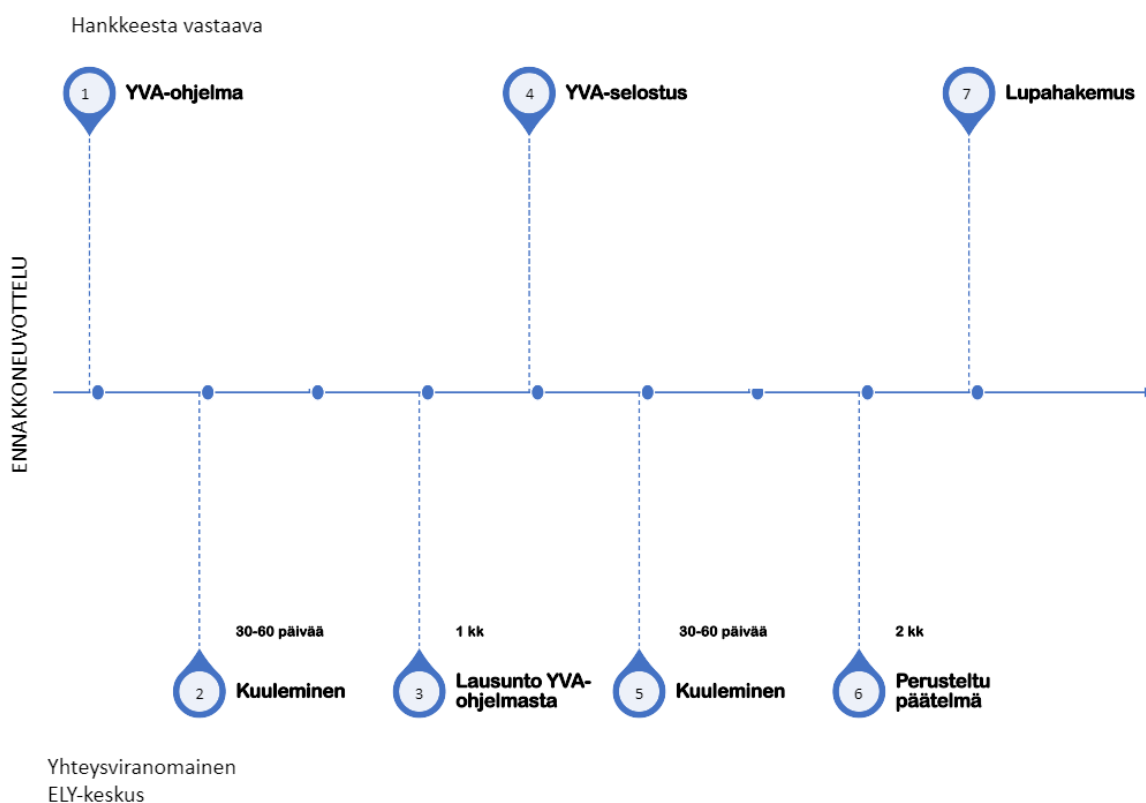 Hankkeesta vastaava
1 YVA-ohjelma
4 YVA-selostus
7 Lupahakemus
ENNAKKONEUVOTTELU
30-60 päivää
2 Kuuleminen
1 kk
3 Lausunto YVA-
ohjelmasta
30-60 päivää
5 Kuuleminen
2 kk
6 Perusteltu
päätelmä
Yhteysviranomainen
ELY-keskus